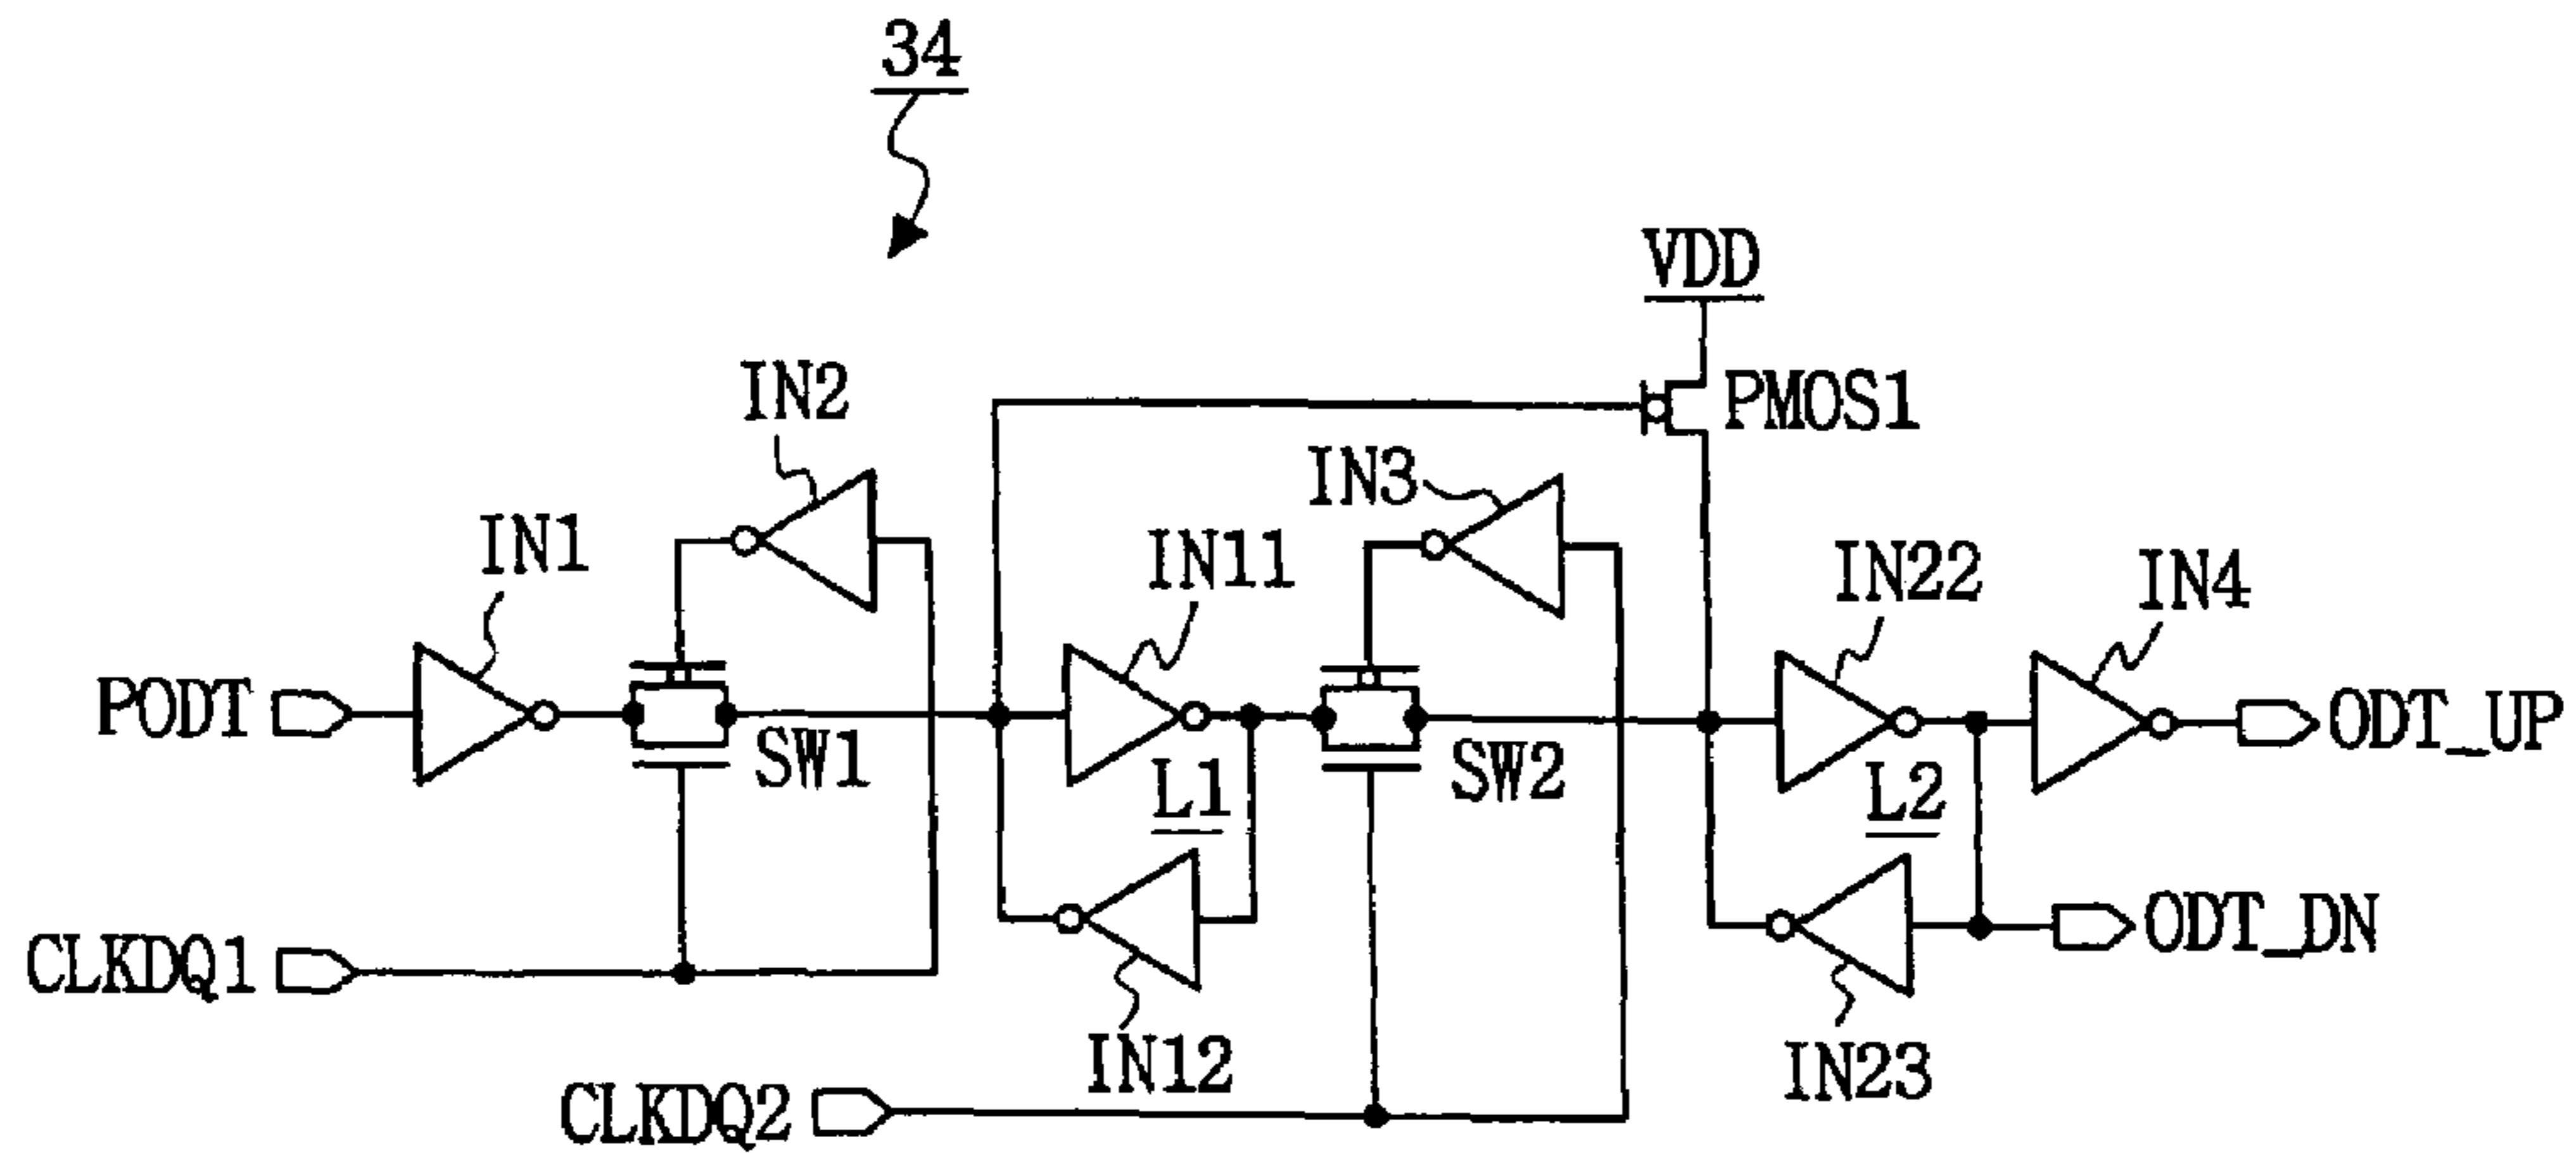 34
VDD
IN2
PMOS1
IN3
IN1
IN11
IN22
IN4
PODT
SW1
L1
SW2
L2
ODT_UP
ODT_DN
CLKDQ1
IN12
IN23
CLKDQ2